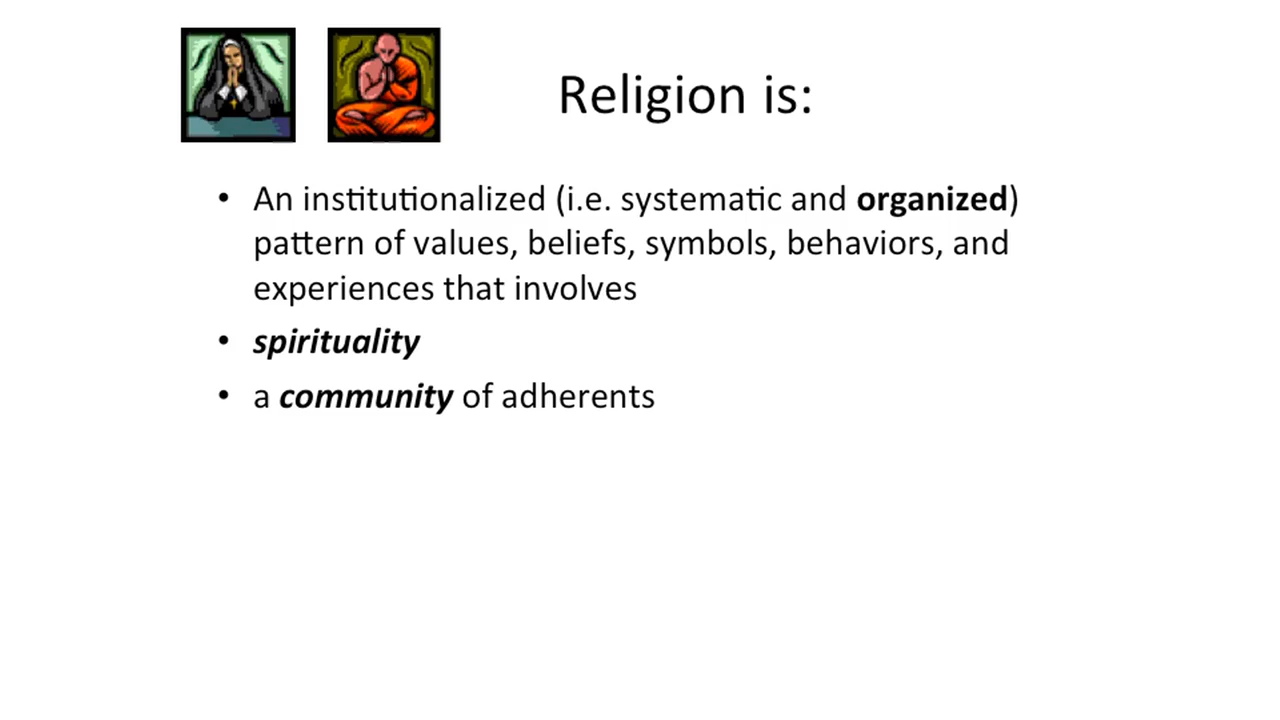 Religion is:
• An institutionalized (i.e. systematic and organized)
pattern of values, beliefs, symbols, behaviors, and
experiences that involves
• spirituality
• a community of adherents